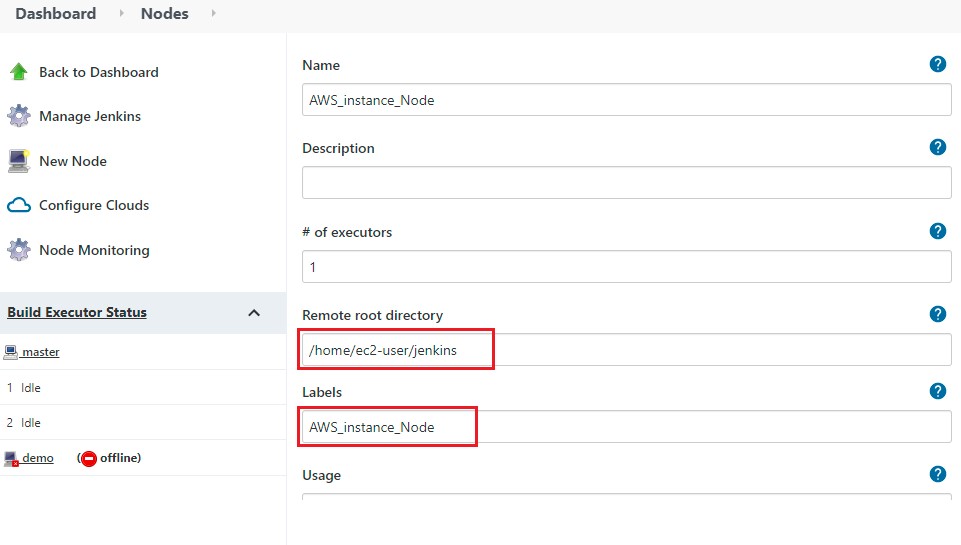 Dashboard Nodes
Back to Dashboard
Manage Jenkins
New Node
Configure Clouds
Node Monitoring
Build Executor Status
master
1 Idle
2 Idle
demo (offline)
Name
AWS_instance_Node
Description
# of executors
1
Remote root directory
/home/ec2-user/jenkins
Labels
AWS_instance_Node
Usage